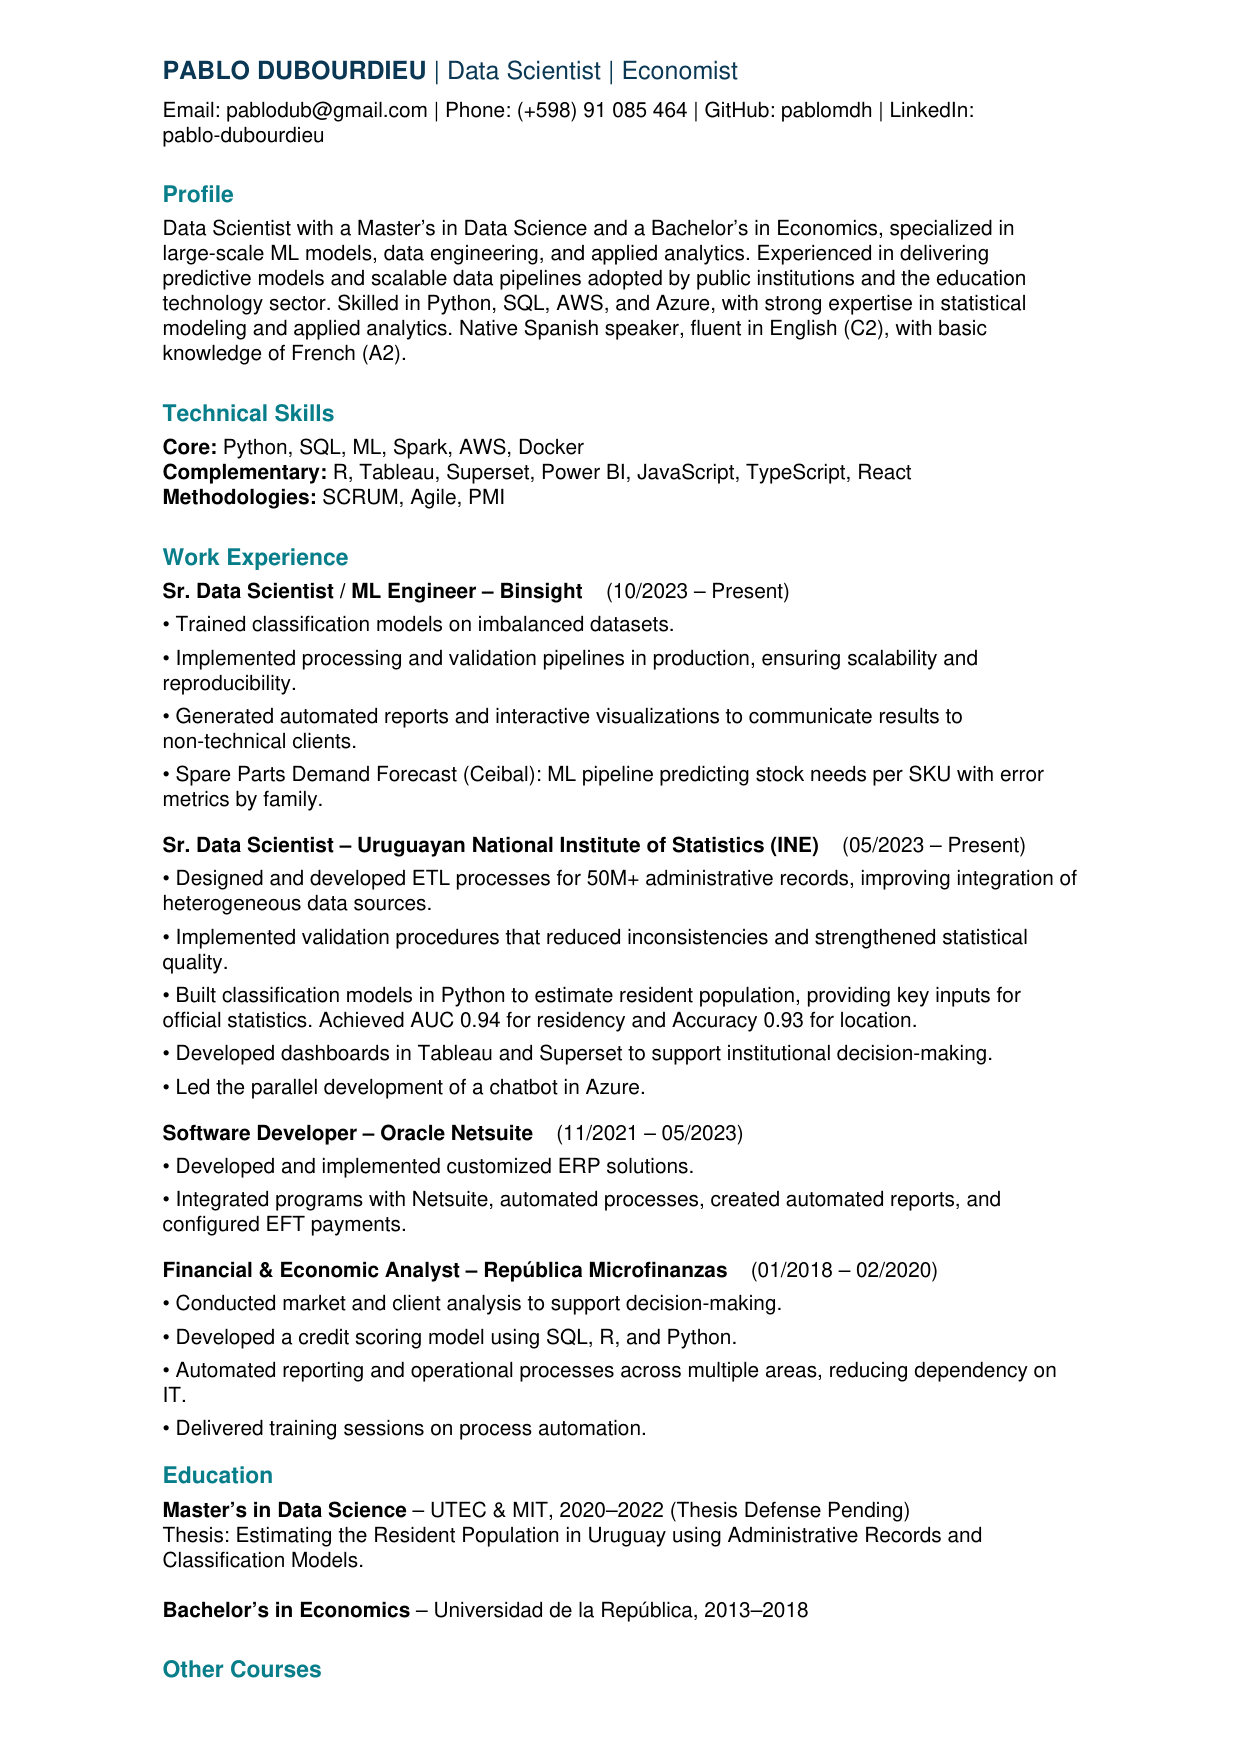 PABLO DUBOURDIEU | Data Scientist | Economist
Email: pablodub@gmail.com | Phone: (+598) 91 085 464 | GitHub: pablomdh | LinkedIn:
pablo-dubourdieu
Profile
Data Scientist with a Master’s in Data Science and a Bachelor’s in Economics, specialized in
large-scale ML models, data engineering, and applied analytics. Experienced in delivering
predictive models and scalable data pipelines adopted by public institutions and the education
technology sector. Skilled in Python, SQL, AWS, and Azure, with strong expertise in statistical
modeling and applied analytics. Native Spanish speaker, fluent in English (C2), with basic
knowledge of French (A2).
Technical Skills
Core: Python, SQL, ML, Spark, AWS, Docker
Complementary: R, Tableau, Superset, Power BI, JavaScript, TypeScript, React
Methodologies: SCRUM, Agile, PMI
Work Experience
Sr. Data Scientist / ML Engineer – Binsight (10/2023 – Present)
• Trained classification models on imbalanced datasets.
• Implemented processing and validation pipelines in production, ensuring scalability and
reproducibility.
• Generated automated reports and interactive visualizations to communicate results to
non-technical clients.
• Spare Parts Demand Forecast (Ceibal): ML pipeline predicting stock needs per SKU with error
metrics by family.
Sr. Data Scientist – Uruguayan National Institute of Statistics (INE) (05/2023 – Present)
• Designed and developed ETL processes for 50M+ administrative records, improving integration of
heterogeneous data sources.
• Implemented validation procedures that reduced inconsistencies and strengthened statistical
quality.
• Built classification models in Python to estimate resident population, providing key inputs for
official statistics. Achieved AUC 0.94 for residency and Accuracy 0.93 for location.
• Developed dashboards in Tableau and Superset to support institutional decision-making.
• Led the parallel development of a chatbot in Azure.
Software Developer – Oracle Netsuite (11/2021 – 05/2023)
• Developed and implemented customized ERP solutions.
• Integrated programs with Netsuite, automated processes, created automated reports, and
configured EFT payments.
Financial & Economic Analyst – República Microfinanzas (01/2018 – 02/2020)
• Conducted market and client analysis to support decision-making.
• Developed a credit scoring model using SQL, R, and Python.
• Automated reporting and operational processes across multiple areas, reducing dependency on
IT.
• Delivered training sessions on process automation.
Education
Master’s in Data Science – UTEC & MIT, 2020–2022 (Thesis Defense Pending)
Thesis: Estimating the Resident Population in Uruguay using Administrative Records and
Classification Models.
Bachelor’s in Economics – Universidad de la República, 2013–2018
Other Courses